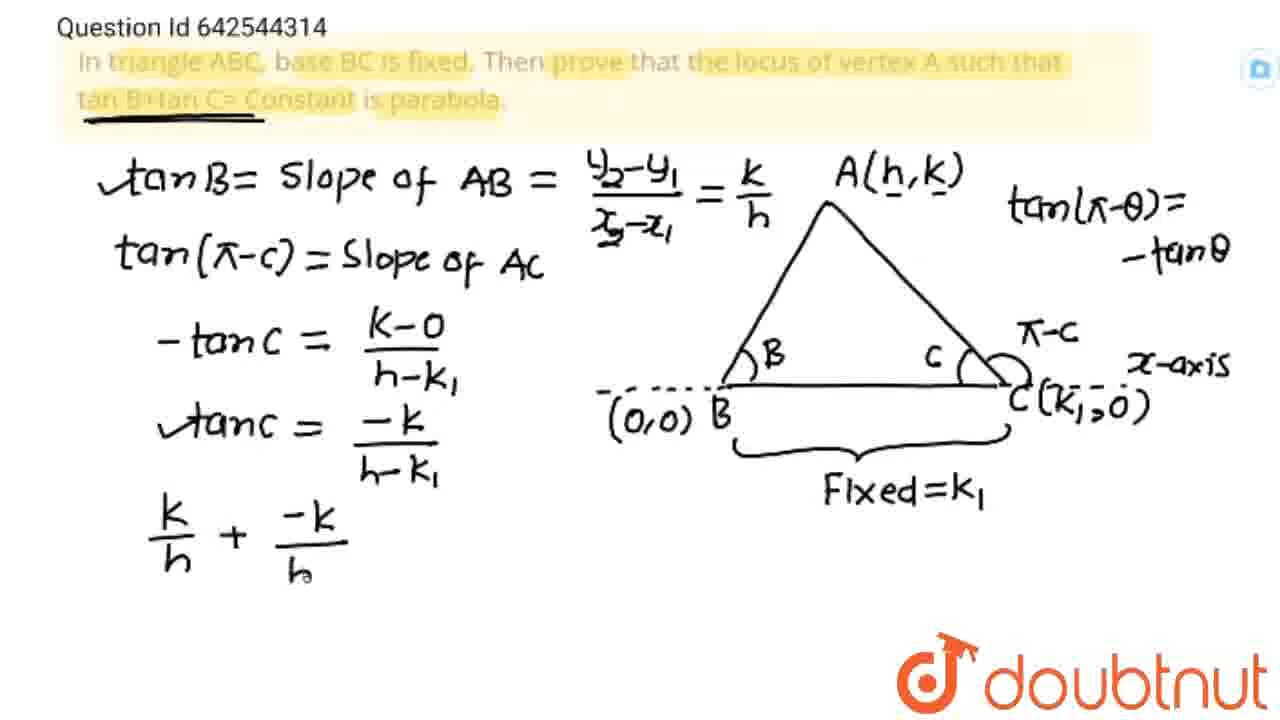 Question Id 642544314
In triangle ABC, base BC is fixed. Then prove that the locus of vertex A such that
tan B+tan C= Constant is parabola.
tanB= Slope of AB = y₂-y₁/x₂-x₁ = k/h
A(h,k)
tan(π-θ)=
-tanθ
tan(π-c)=Slope of AC
-tanc = k-0/h-k₁
tanc = -k/h-k₁
k/h + -k/h
B
C
π-c
x-axis
(0,0) B
C(k₁,0)
Fixed=k₁
doubtnut